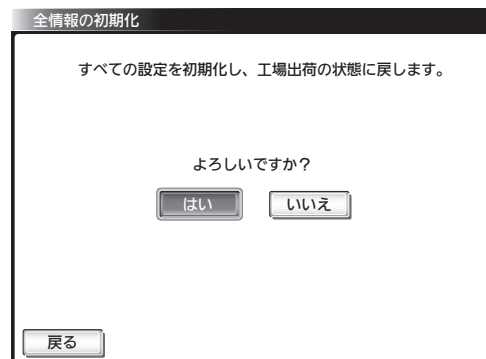 全情報の初期化
すべての設定を初期化し、工場出荷の状態に戻します。
よろしいですか？
はい いいえ
戻る